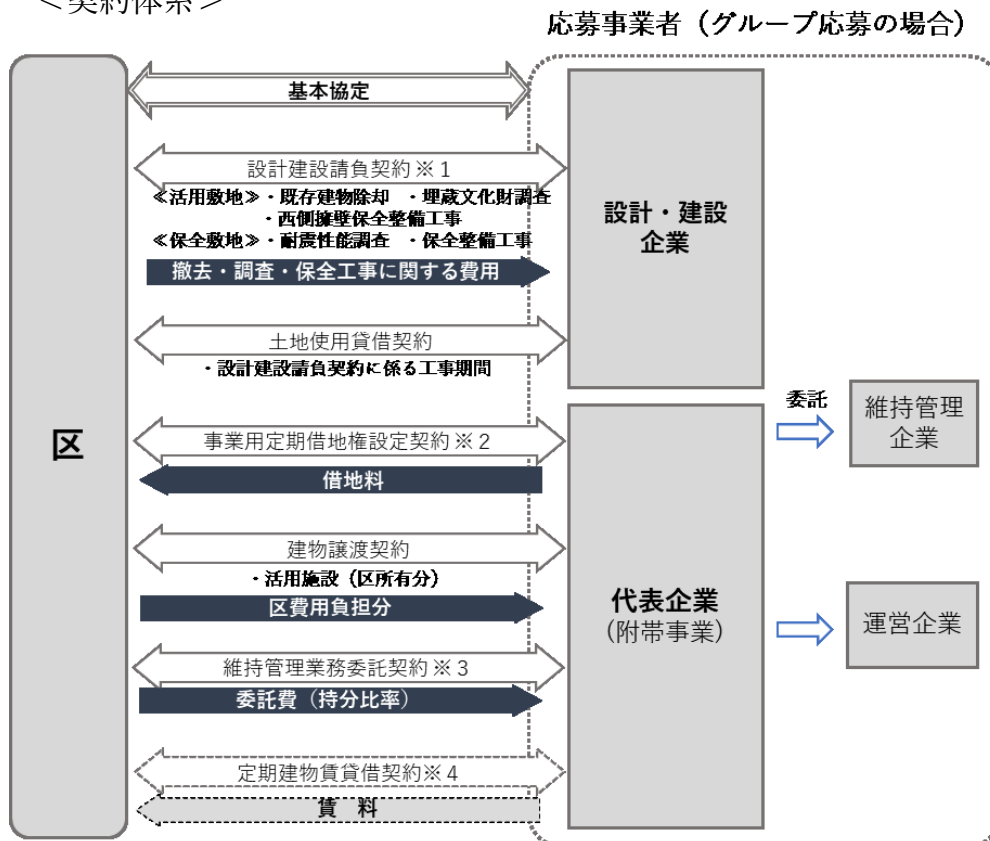 ＜契約体系＞
応募事業者（グループ応募の場合）
区
基本協定
設計建設請負契約※１
≪活用敷地≫・既存建物除却　・埋蔵文化財調査
・西側擁壁保全整備工事
≪保全敷地≫・耐震性能調査　・保全整備工事
撤去・調査・保全工事に関する費用
土地使用貸借契約
・設計建設請負契約に係る工事期間
設計・建設
企業
事業用定期借地権設定契約※２
借地料
建物譲渡契約
・活用施設（区所有分）
区費用負担分
維持管理業務委託契約※３
委託費（持分比率）
定期建物賃貸借契約※４
賃　料
代表企業
（附帯事業）
委託
維持管理
企業
運営企業